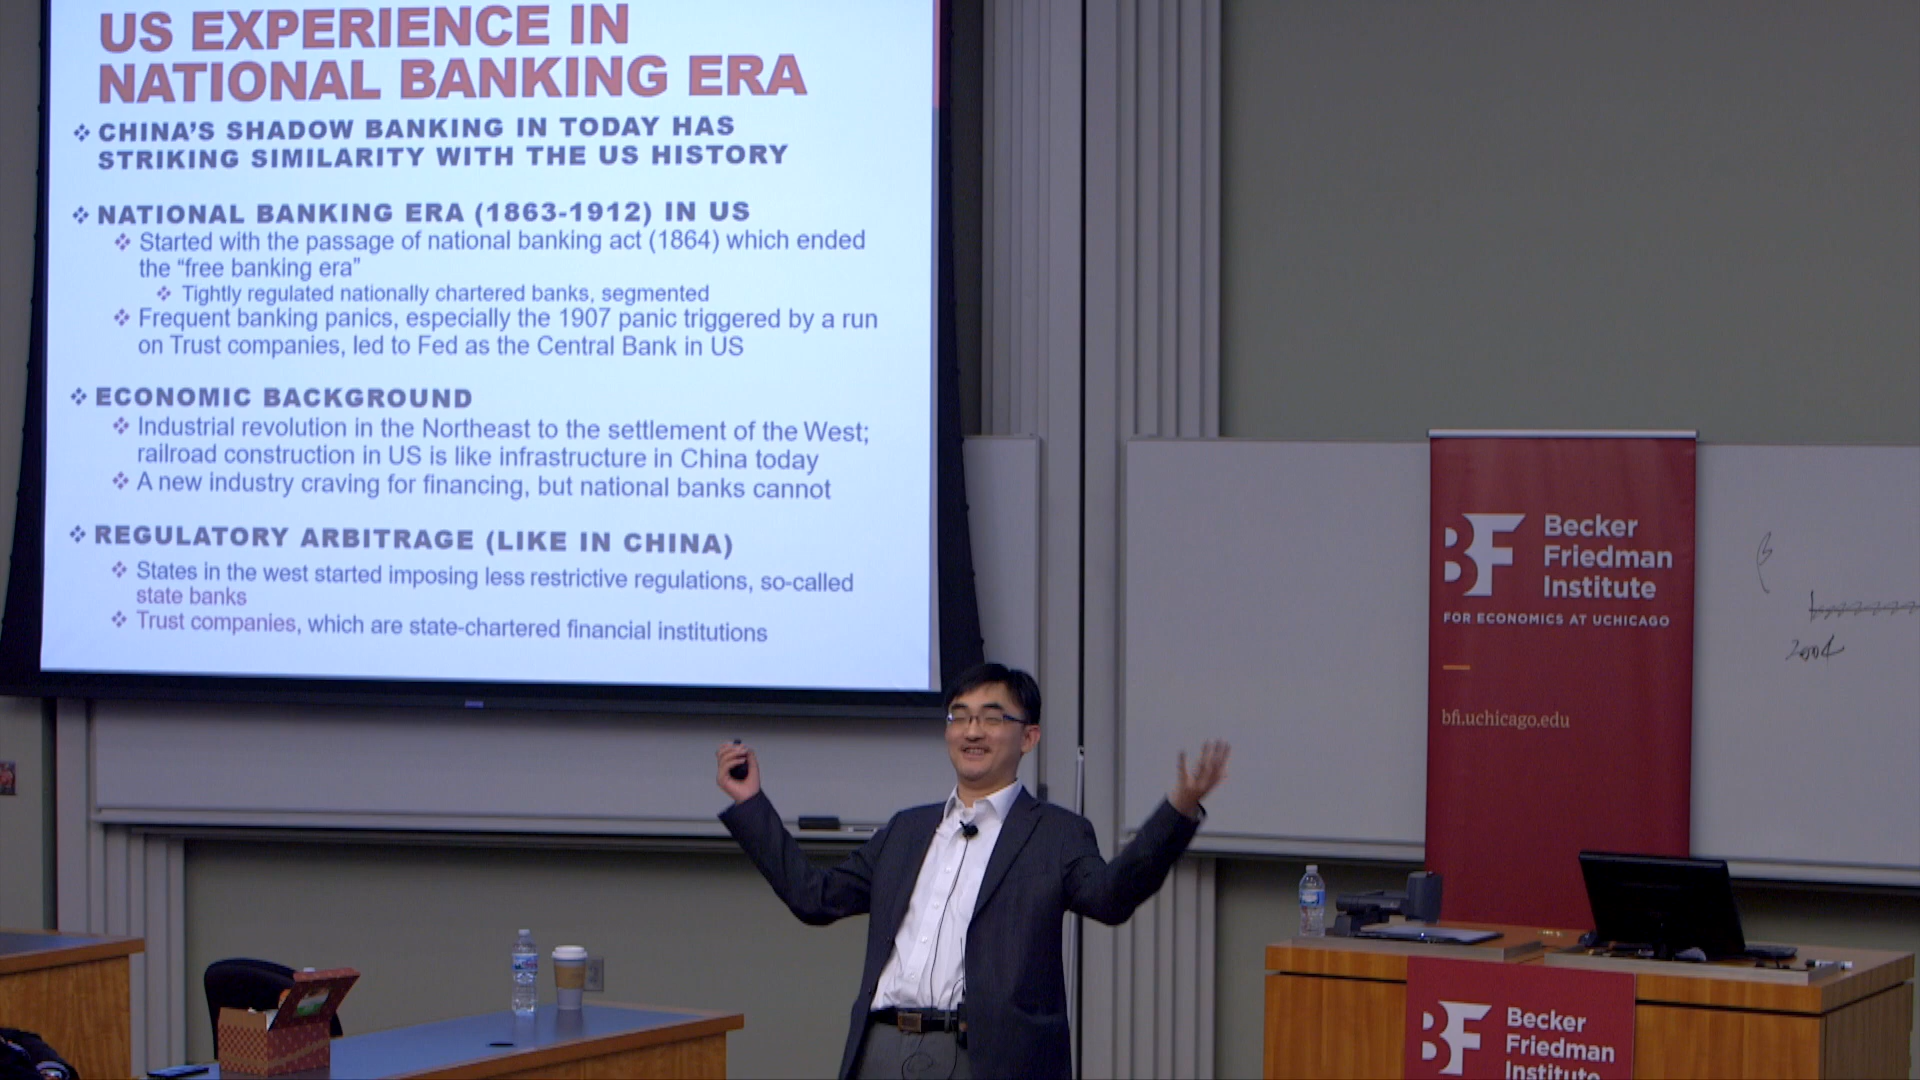 US EXPERIENCE IN
NATIONAL BANKING ERA
❖ CHINA'S SHADOW BANKING IN TODAY HAS
STRIKING SIMILARITY WITH THE US HISTORY
❖ NATIONAL BANKING ERA (1863-1912) IN US
❖ Started with the passage of national banking act (1864) which ended
the “free banking era”
❖ Tightly regulated nationally chartered banks, segmented
❖ Frequent banking panics, especially the 1907 panic triggered by a run
on Trust companies, led to Fed as the Central Bank in US
❖ ECONOMIC BACKGROUND
❖ Industrial revolution in the Northeast to the settlement of the West;
railroad construction in US is like infrastructure in China today
❖ A new industry craving for financing, but national banks cannot
❖ REGULATORY ARBITRAGE (LIKE IN CHINA)
❖ States in the west started imposing less restrictive regulations, so-called
state banks
❖ Trust companies, which are state-chartered financial institutions
BF
Becker
Friedman
Institute
FOR ECONOMICS AT UCHICAGO
bfi.uchicago.edu
2004
BF
Becker
Friedman
Institute